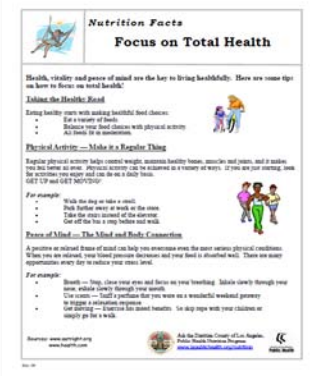 Nutrition Facts
Focus on Total Health
Health, vitality and peace of mind are the key to living healthfully. Here are some tips
on how to focus on total health!
Taking the Healthy Road
Eating healthy starts with making healthful food choices.
• Eat a variety of foods.
• Balance your food choices with physical activity.
• All foods fit in moderation.
Physical Activity — Make it a Regular Thing
Regular physical activity helps control weight, maintain healthy bones, muscles and joints, and it makes
you feel better all over. Physical activity can be achieved in a variety of ways. If you are just starting, look
for activities you enjoy and can do on a daily basis.
GET UP and GET MOVING!
For example:
• Walk the dog or take a stroll.
• Park further away at work or the store.
• Take the stairs instead of the elevator.
• Get off the bus a stop before and walk.
Peace of Mind — The Mind and Body Connection
A positive or relaxed frame of mind can help you overcome even the most serious physical conditions.
When you are relaxed, your blood pressure decreases and your food is absorbed well. There are many
opportunities every day to reduce your stress level.
For example:
• Breath — Stop, close your eyes and focus on your breathing. Inhale slowly through your
nose, exhale slowly through your mouth.
• Use scents — Sniff a perfume that you wore on a weekend getaway
to trigger a relaxation response.
• Get moving — Exercise has mood benefits. So skip rope with your children or
simply go for a walk.
Sources: www.eatright.org
www.health.com
Ask the Dietitian County of Los Angeles,
Public Health Nutrition Program
Public Health